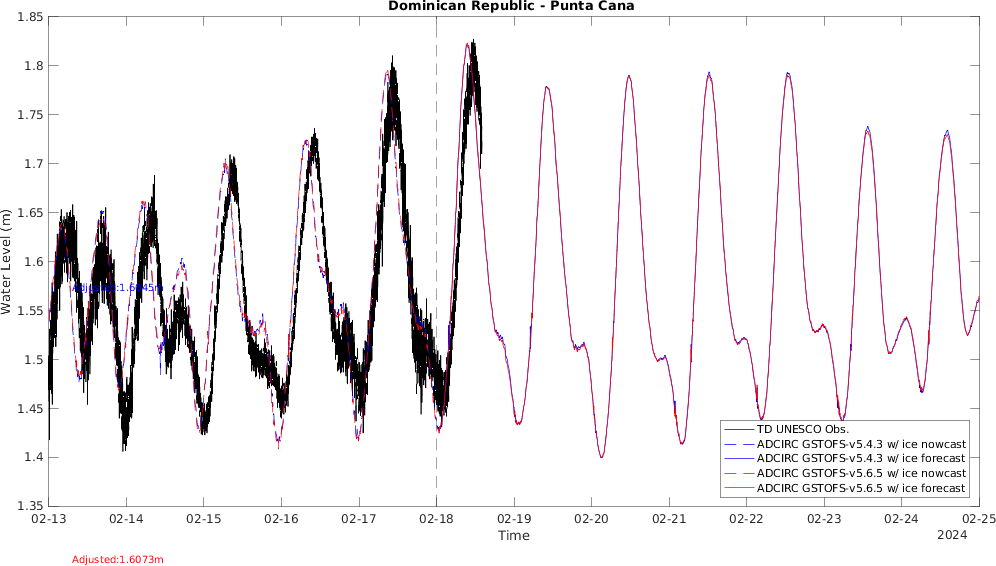 Dominican Republic - Punta Cana
1.85
1.8
1.75
1.7
1.65
1.6
1.55
1.5
1.45
1.4
1.35
Water Level (m)
Adjusted:1.6045m
TD UNESCO Obs.
ADCIRC GSTOFS-v5.4.3 w/ ice nowcast
ADCIRC GSTOFS-v5.4.3 w/ ice forecast
ADCIRC GSTOFS-v5.6.5 w/ ice nowcast
ADCIRC GSTOFS-v5.6.5 w/ ice forecast
02-13 02-14 02-15 02-16 02-17 02-18 02-19 02-20 02-21 02-22 02-23 02-24 02-25
Time
2024
Adjusted:1.6073m